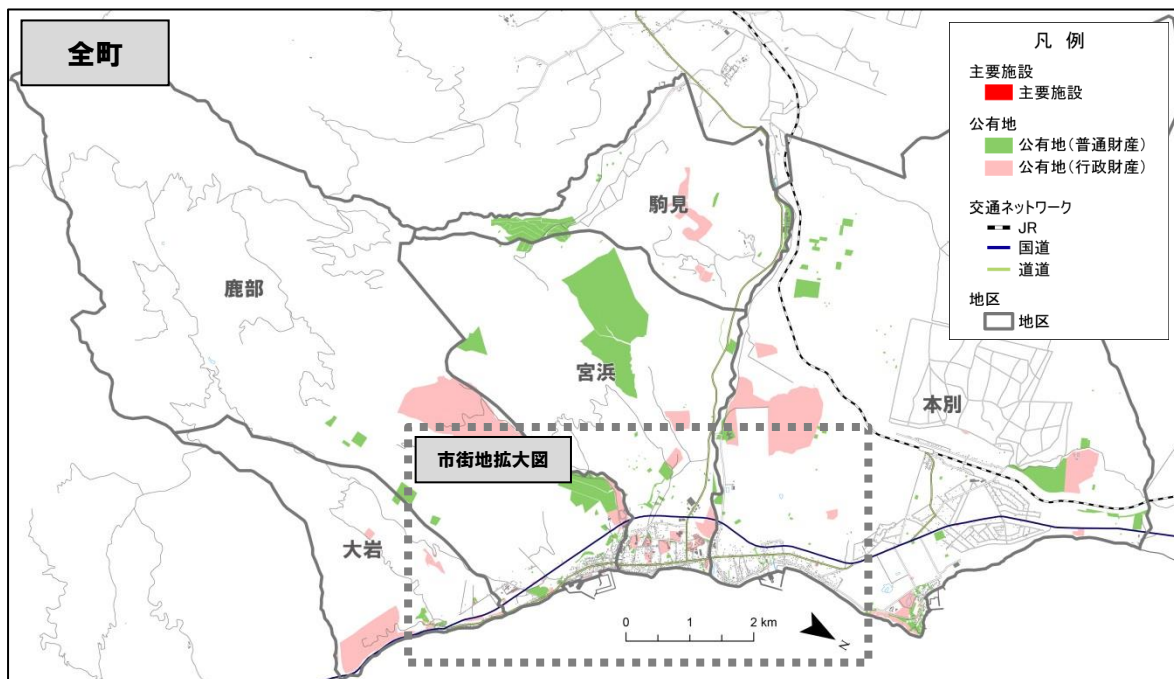 全町
凡 例
主要施設
主要施設
公有地
公有地(普通財産)
公有地(行政財産)
交通ネットワーク
JR
国道
道道
地区
地区
駒見
鹿部
宮浜
本別
市街地拡大図
大岩
0 1 2 km
N